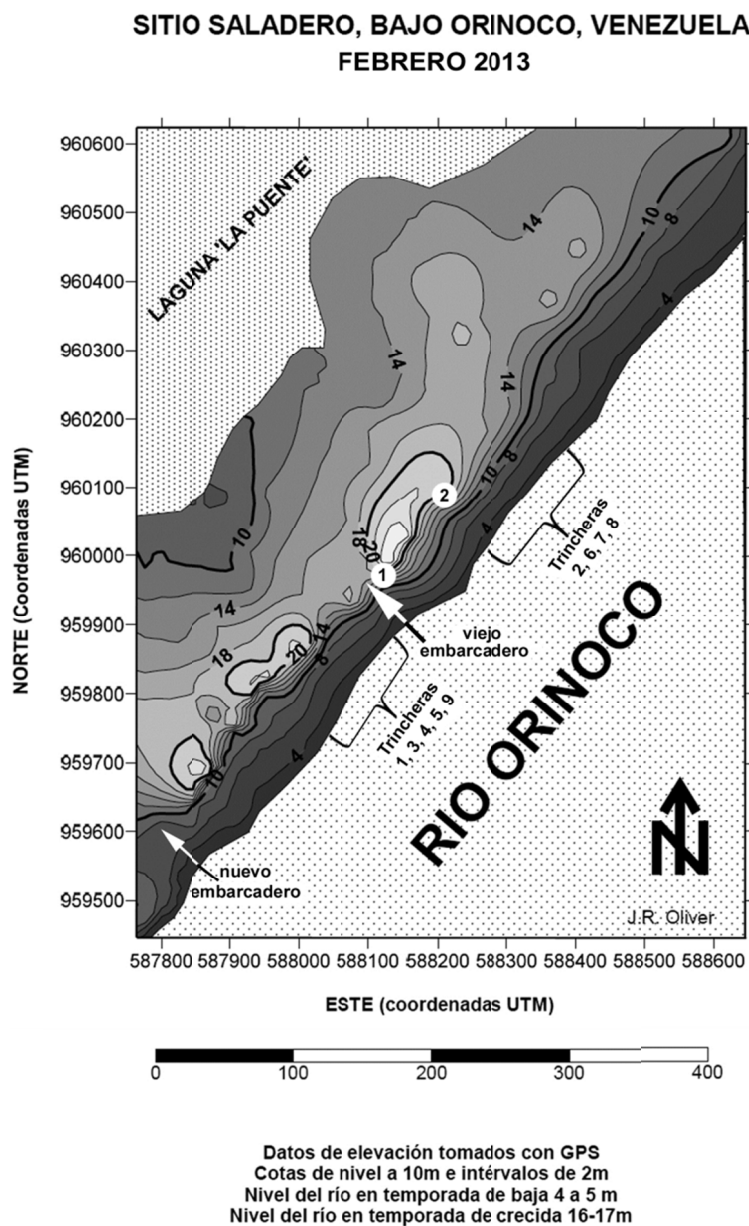 SITIO SALADERO, BAJO ORINOCO, VENEZUELA
FEBRERO 2013
960600
960500
960400
960300
960200
960100
960000
959900
959800
959700
959600
959500
NORTE (Coordenadas UTM)
LAGUNA 'LA PUENTE'
14
10
8
4
14
14
10
8
2
4
18
20
1
10
14
18
14
20
8
10
4
Trincheras
2, 6, 7, 8
viejo
embarcadero
Trincheras
1, 3, 4, 5, 9
RIO ORINOCO
nuevo
embarcadero
N
J.R. Oliver
587800 587900 588000 588100 588200 588300 588400 588500 588600
ESTE (coordenadas UTM)
0 100 200 300 400
Datos de elevación tomados con GPS
Cotas de nivel a 10m e intérvalos de 2m
Nivel del río en temporada de baja 4 a 5 m
Nivel del río en temporada de crecida 16-17m